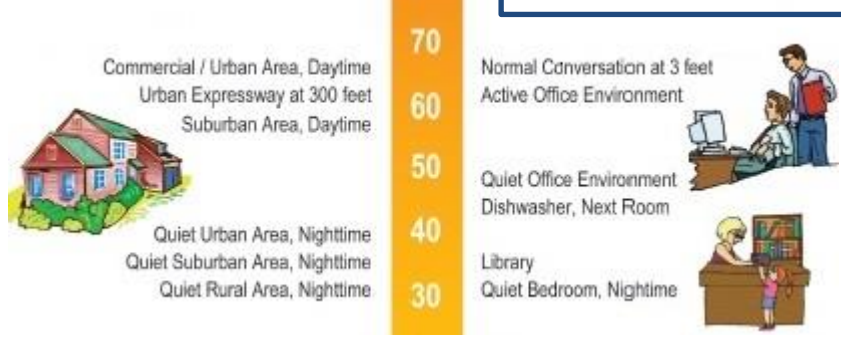 70
Commercial / Urban Area, Daytime
Normal Conversation at 3 feet
Urban Expressway at 300 feet
60
Active Office Environment
Suburban Area, Daytime
50
Quiet Office Environment
Dishwasher, Next Room
Quiet Urban Area, Nighttime
40
Quiet Suburban Area, Nighttime
Library
Quiet Rural Area, Nighttime
30
Quiet Bedroom, Nightime